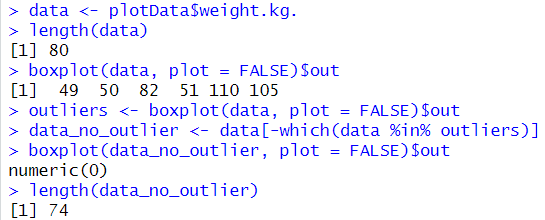 > data <- plotData$weight.kg.
> length(data)
[1] 80
> boxplot(data, plot = FALSE)$out
[1]  49  50  82  51 110 105
> outliers <- boxplot(data, plot = FALSE)$out
> data_no_outlier <- data[-which(data %in% outliers)]
> boxplot(data_no_outlier, plot = FALSE)$out
numeric(0)
> length(data_no_outlier)
[1] 74